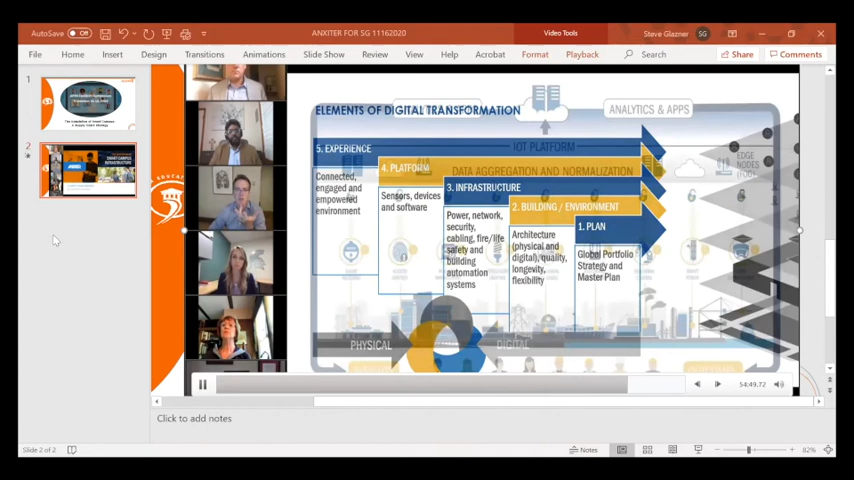 AutoSave
Off
ANXITER FOR SG 11162020
Video Tools
Steve Glazner
SG
File
Home
Insert
Design
Transitions
Animations
Slide Show
Review
View
Help
Acrobat
Format
Playback
Search
Share
Comments
1
2
SMART CAMPUS
INFRASTRUCTURE
ELEMENTS OF DIGITAL TRANSFORMATION
ANALYTICS & APPS
5. EXPERIENCE
IOT PLATFORM
4. PLATFORM
DATA AGGREGATION AND NORMALIZATION
EDGE
NODES
(FOG)
Connected,
engaged and
empowered
environment
3. INFRASTRUCTURE
Sensors, devices
and software
2. BUILDING / ENVIRONMENT
Power, network,
security,
cabling, fire/life
safety and
building
automation
systems
1. PLAN
Architecture
(physical and
digital), quality,
longevity,
flexibility
Global Portfolio
Strategy and
Master Plan
PHYSICAL
DIGITAL
54:49.72
Click to add notes
Slide 2 of 2
Notes
82%